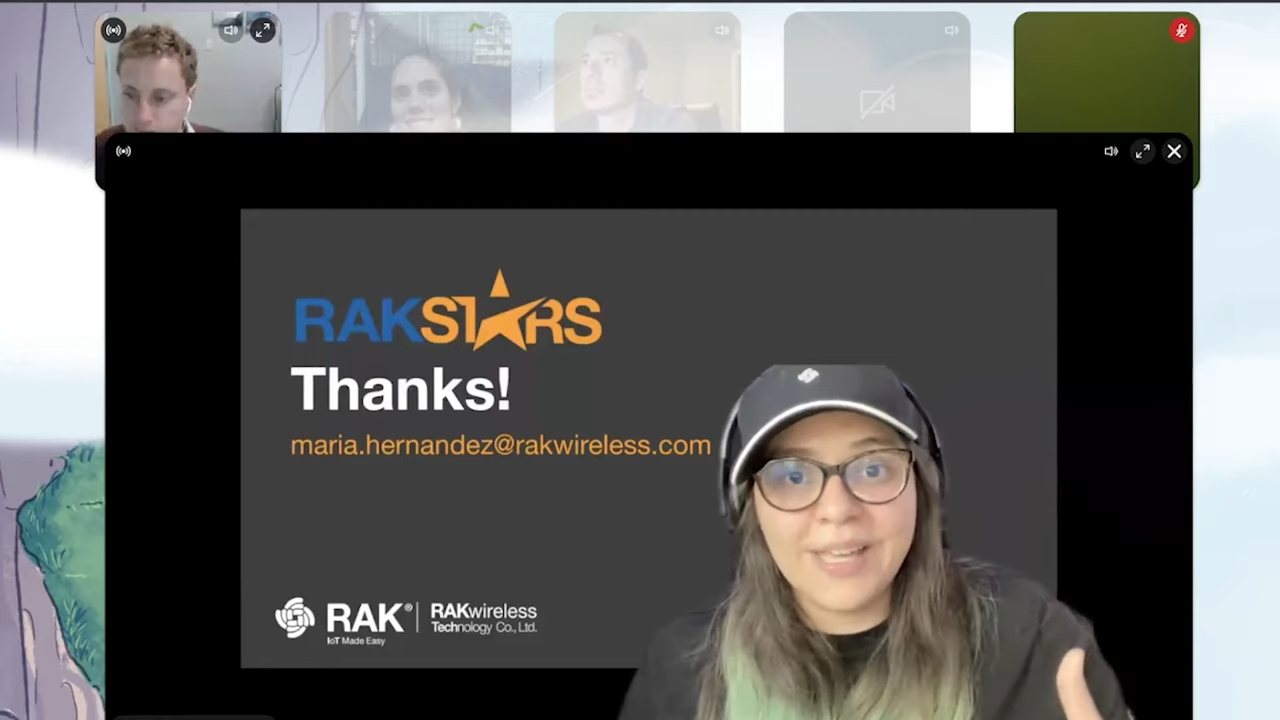 RAKSTARS
Thanks!
maria.hernandez@rakwireless.com
RAK® | RAKwireless
Technology Co., Ltd.
IoT Made Easy